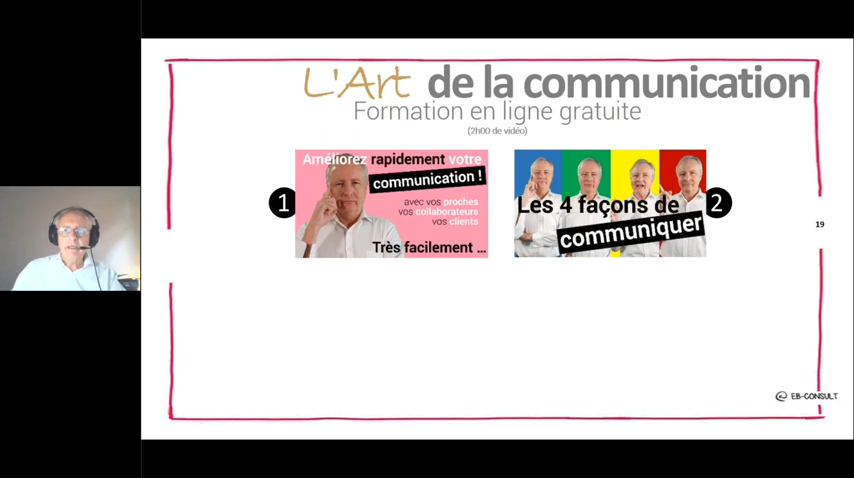 L'Art de la communication
Formation en ligne gratuite
(2h00 de vidéo)
1
Améliorez rapidement votre
communication !
avec vos proches
vos collaborateurs
vos clients
Très facilement ...
Les 4 façons de
communiquer
2
19
@ EB-CONSULT